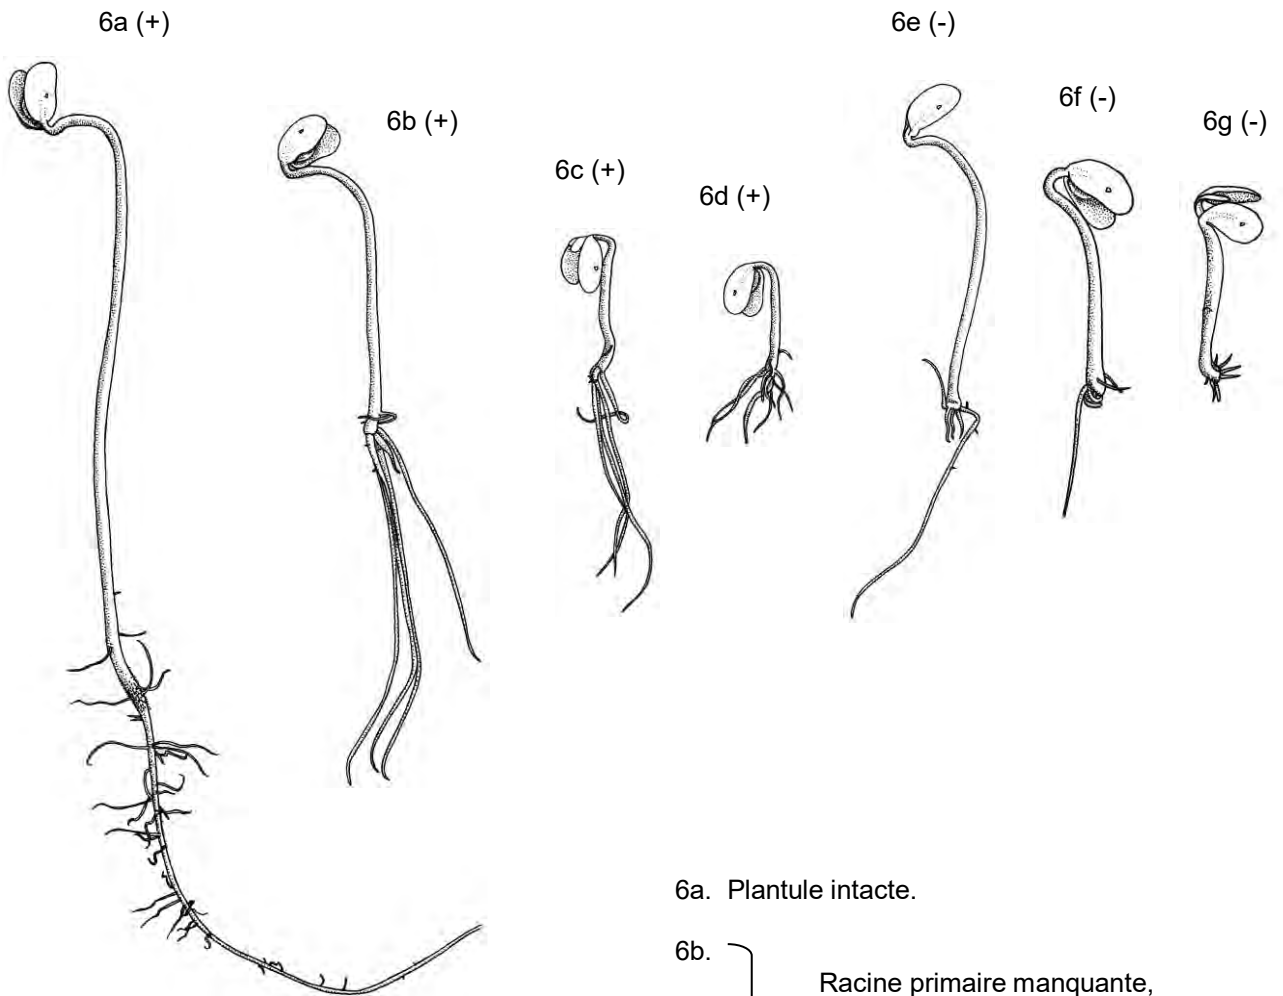 6a (+)
6e (-)
6b (+)
6f (-)
6g (-)
6c (+)
6d (+)
6a. Plantule intacte.
6b.
Racine primaire manquante,